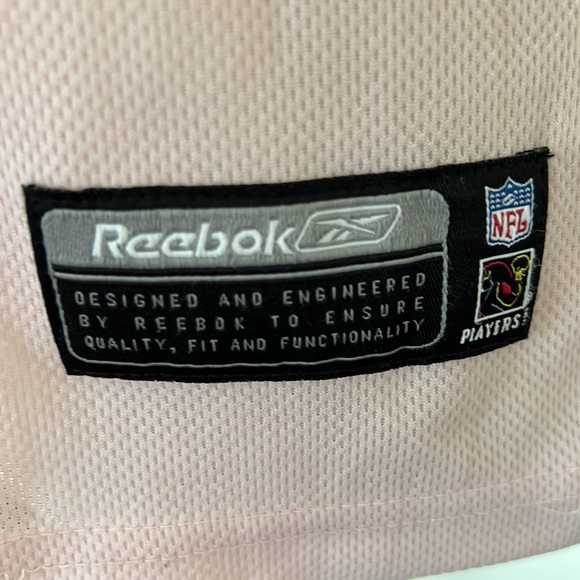 Reebok
DESIGNED AND ENGINEERED
BY REEBOK TO ENSURE
QUALITY, FIT AND FUNCTIONALITY
NFL
PLAYERS